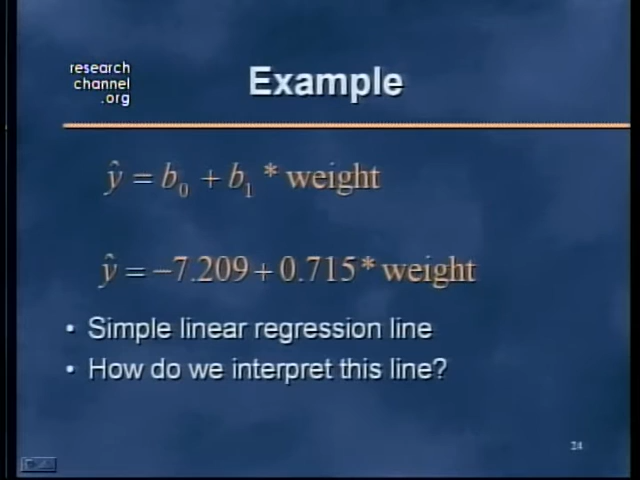 research
channel
.org
Example
ŷ = b₀ + b₁ * weight
ŷ = −7.209 + 0.715* weight
• Simple linear regression line
• How do we interpret this line?
24